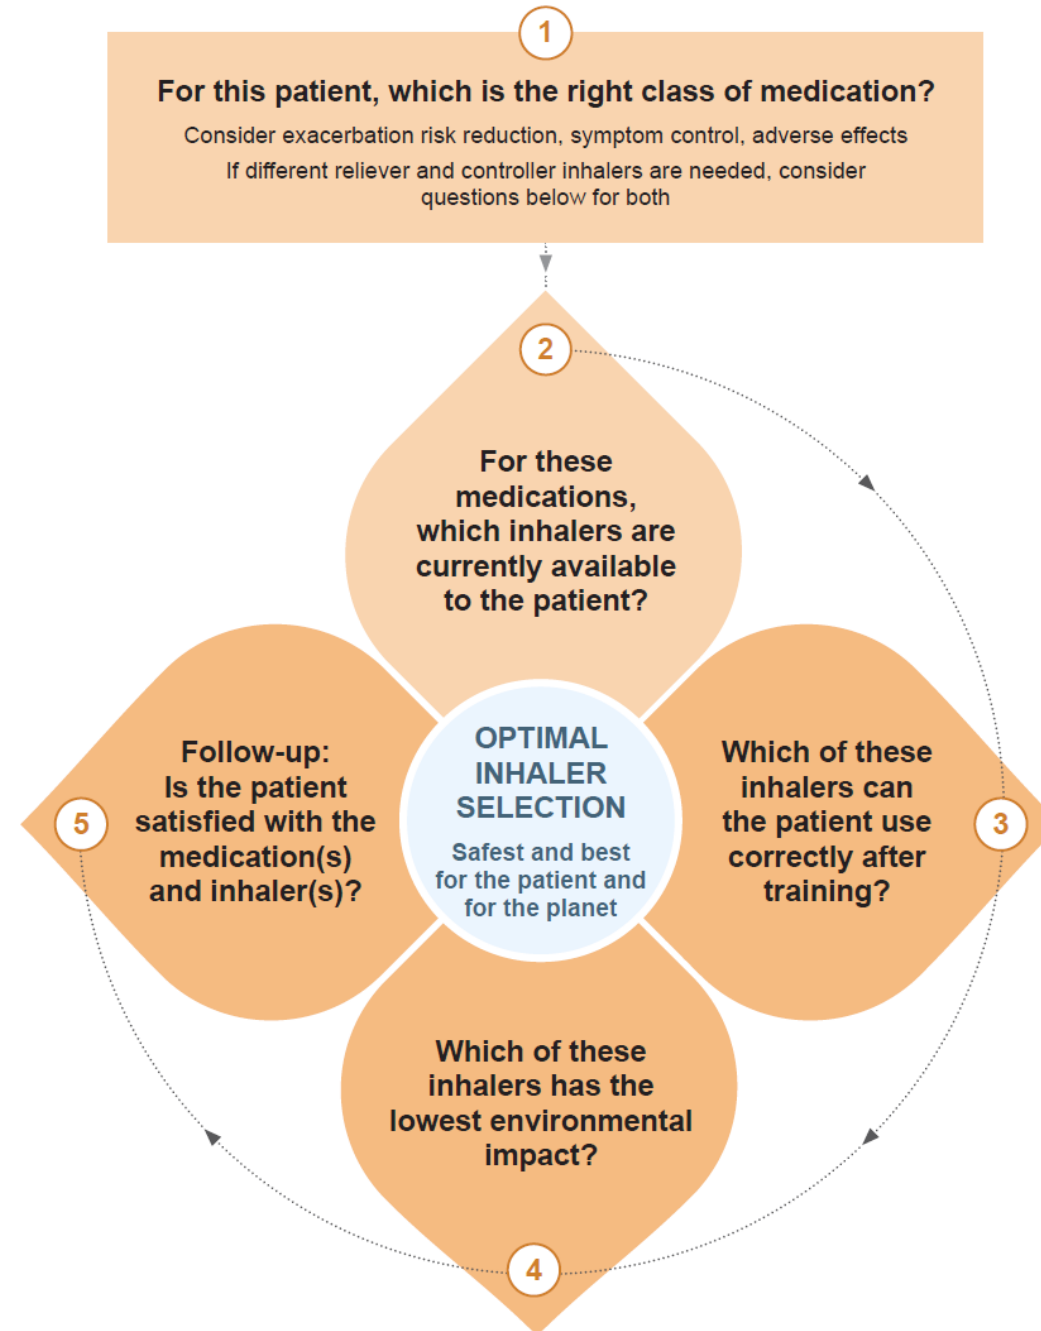 1
For this patient, which is the right class of medication?
Consider exacerbation risk reduction, symptom control, adverse effects
If different reliever and controller inhalers are needed, consider
questions below for both
2
For these
medications,
which inhalers are
currently available
to the patient?
3
Which of these
inhalers can
the patient use
correctly after
training?
4
Which of these
inhalers has the
lowest environmental
impact?
5
Follow-up:
Is the patient
satisfied with the
medication(s)
and inhaler(s)?
OPTIMAL
INHALER
SELECTION
Safest and best
for the patient and
for the planet